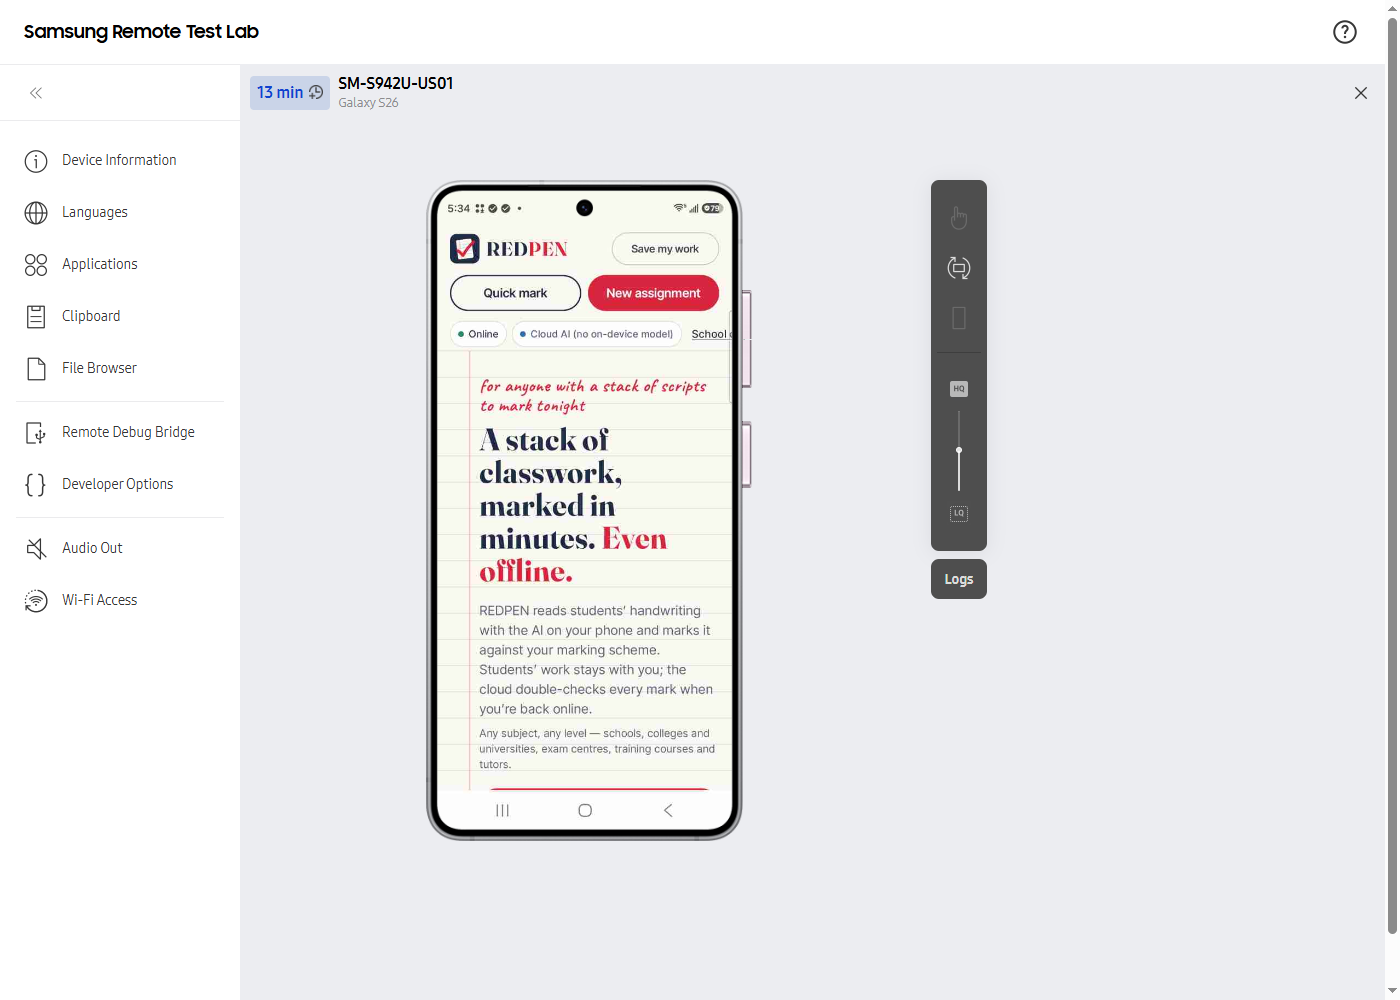 Samsung Remote Test Lab
13 min
SM-S942U-US01
Galaxy S26
Device Information
Languages
Applications
Clipboard
File Browser
Remote Debug Bridge
Developer Options
Audio Out
Wi-Fi Access
5:34
79
REDPEN
Save my work
Quick mark
New assignment
Online
Cloud AI (no on-device model)
School
for anyone with a stack of scripts
to mark tonight
A stack of
classwork,
marked in
minutes. Even
offline.
REDPEN reads students' handwriting
with the AI on your phone and marks it
against your marking scheme.
Students' work stays with you; the
cloud double-checks every mark when
you're back online.
Any subject, any level — schools, colleges and
universities, exam centres, training courses and
tutors.
HQ
LQ
Logs